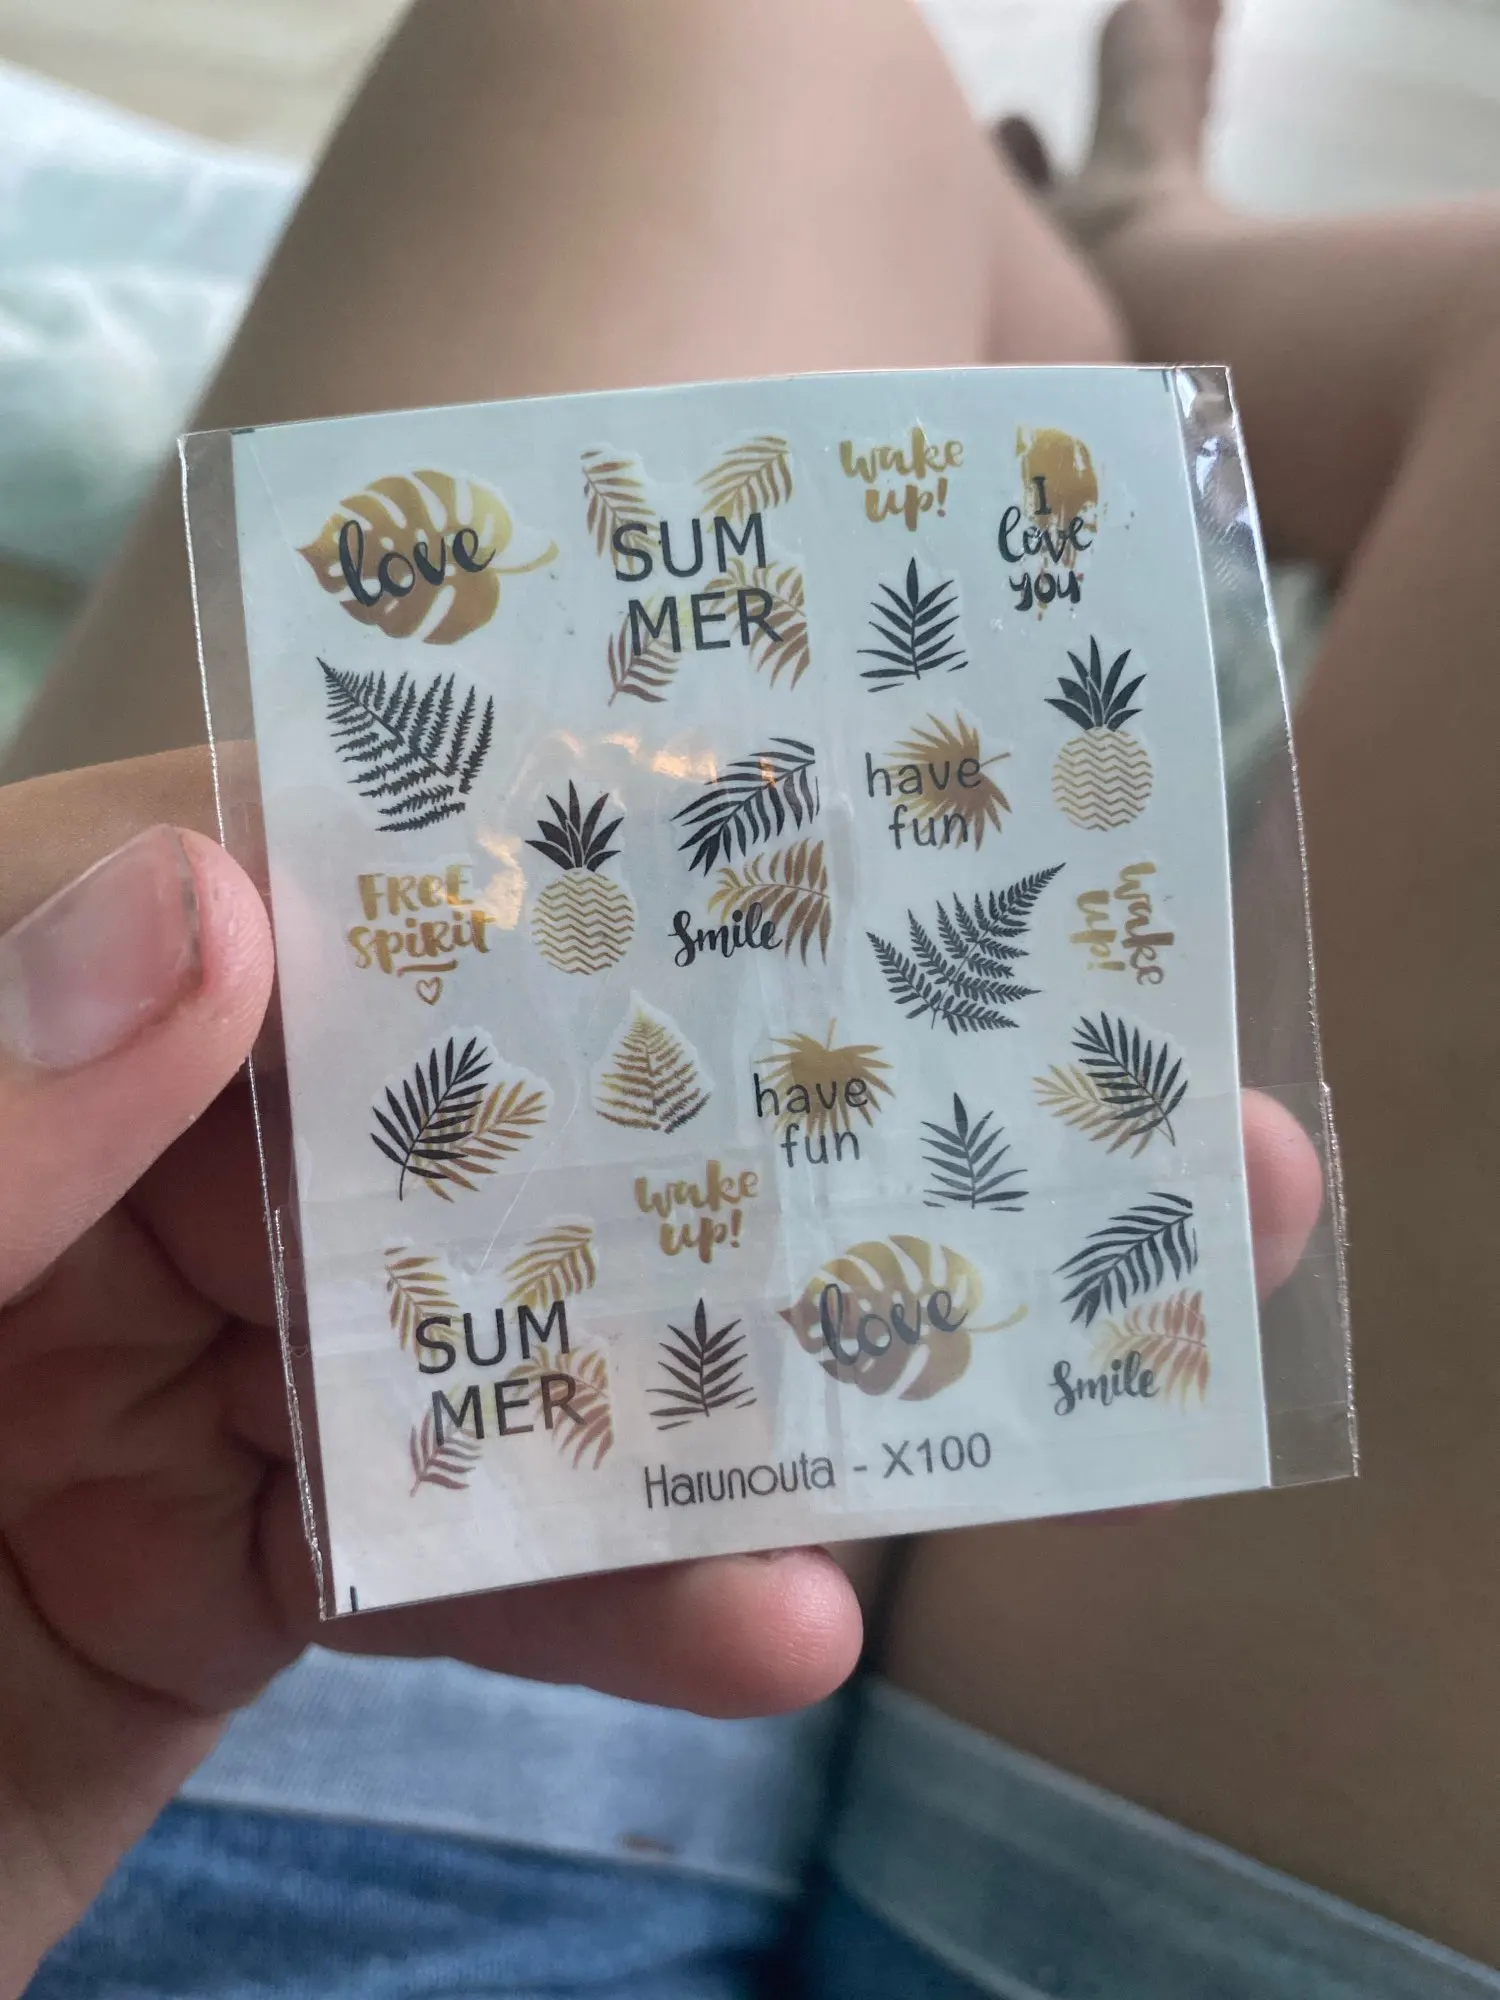 love
SUM
MER
wake
up!
I
love
you
have
fun
FREE
spirit
smile
wake
up!
have
fun
wake
up!
SUM
MER
love
smile
Harunouta - X100